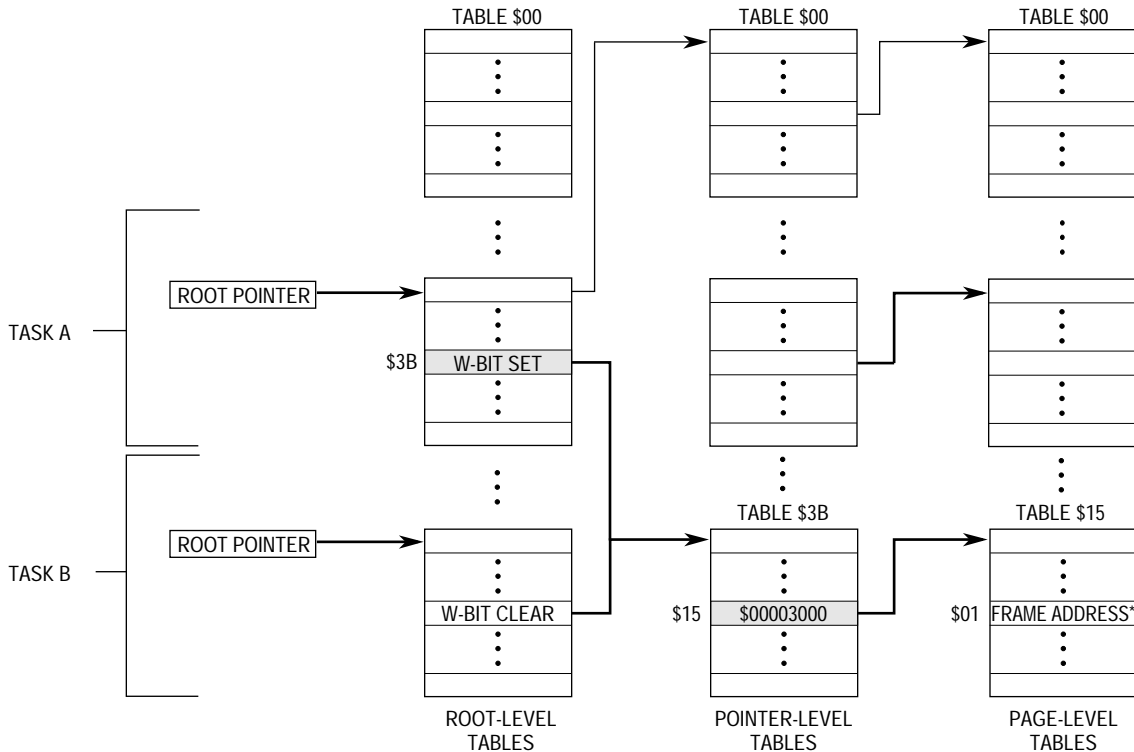 TABLE $00
TABLE $00
TABLE $00
TASK A
ROOT POINTER
$3B
W-BIT SET
TABLE $3B
TABLE $15
TASK B
ROOT POINTER
W-BIT CLEAR
$15
$00003000
$01
FRAME ADDRESS*
ROOT-LEVEL
TABLES
POINTER-LEVEL
TABLES
PAGE-LEVEL
TABLES